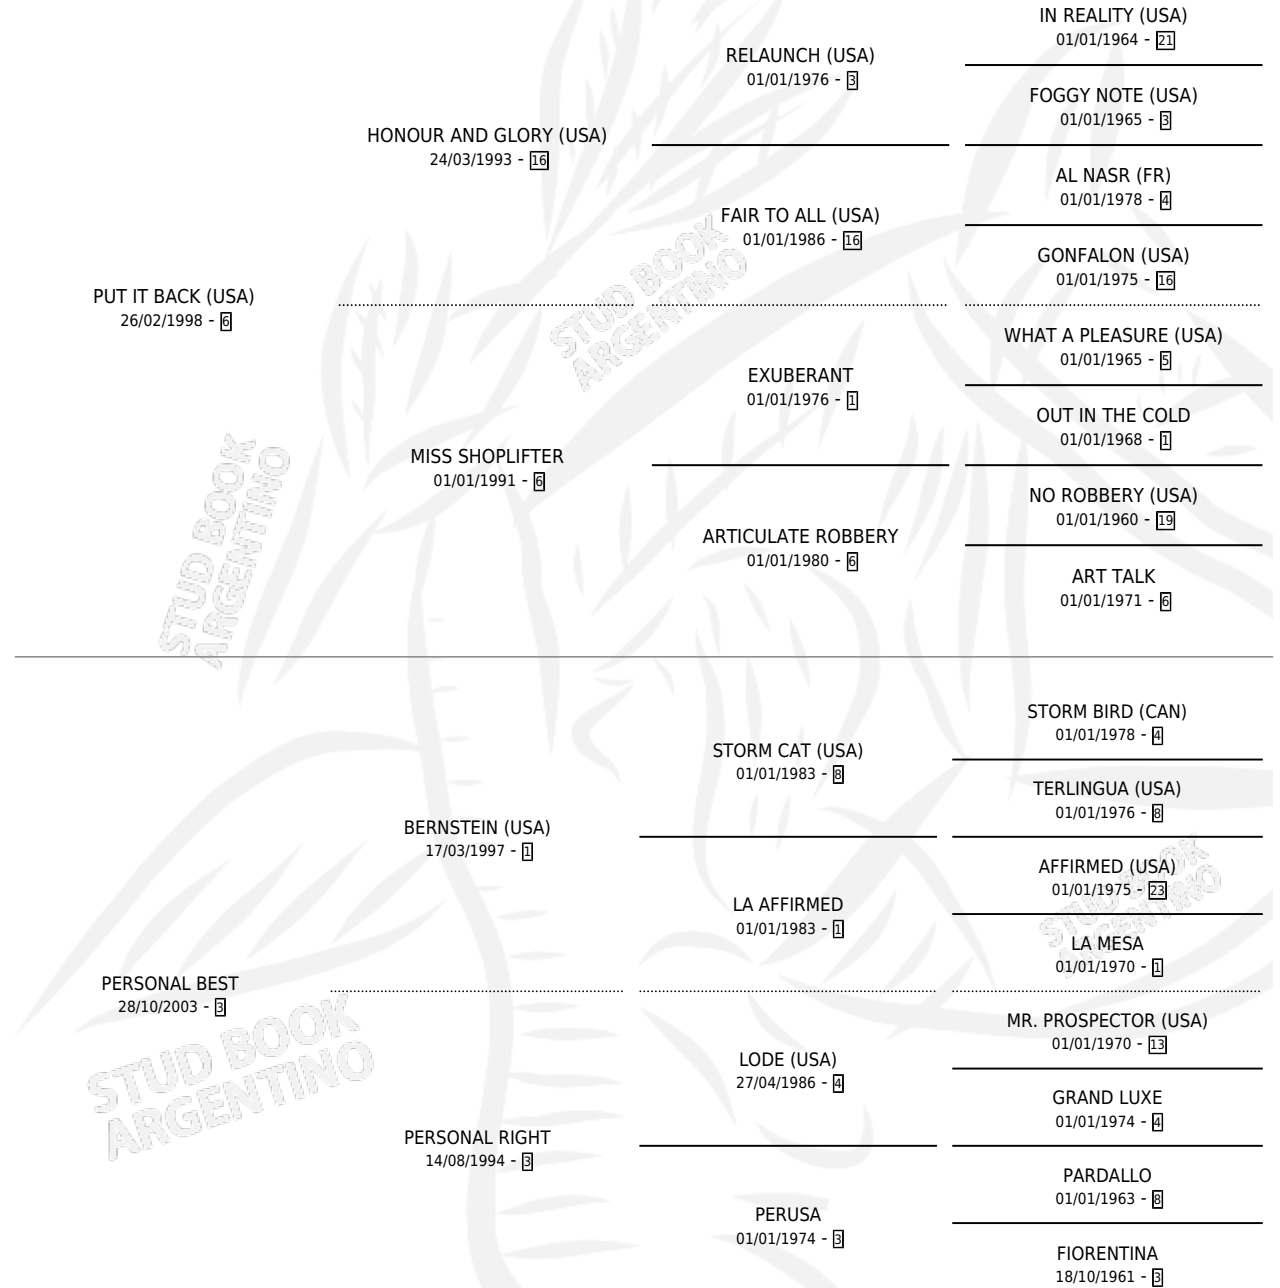 IN REALITY (USA)
01/01/1964 - 21
RELAUNCH (USA)
01/01/1976 - 3
FOGGY NOTE (USA)
01/01/1965 - 3
HONOUR AND GLORY (USA)
24/03/1993 - 16
AL NASR (FR)
01/01/1978 - 4
FAIR TO ALL (USA)
01/01/1986 - 16
GONFALON (USA)
01/01/1975 - 16
PUT IT BACK (USA)
26/02/1998 - 6
WHAT A PLEASURE (USA)
01/01/1965 - 5
EXUBERANT
01/01/1976 - 1
OUT IN THE COLD
01/01/1968 - 1
MISS SHOPLIFTER
01/01/1991 - 6
NO ROBBERY (USA)
01/01/1960 - 19
ARTICULATE ROBBERY
01/01/1980 - 6
ART TALK
01/01/1971 - 6
STORM BIRD (CAN)
01/01/1978 - 4
STORM CAT (USA)
01/01/1983 - 8
TERLINGUA (USA)
01/01/1976 - 8
BERNSTEIN (USA)
17/03/1997 - 1
AFFIRMED (USA)
01/01/1975 - 23
LA AFFIRMED
01/01/1983 - 1
LA MESA
01/01/1970 - 1
PERSONAL BEST
28/10/2003 - 3
MR. PROSPECTOR (USA)
01/01/1970 - 13
LODE (USA)
27/04/1986 - 4
GRAND LUXE
01/01/1974 - 4
PERSONAL RIGHT
14/08/1994 - 3
PARDALLO
01/01/1963 - 8
PERUSA
01/01/1974 - 3
FIORENTINA
18/10/1961 - 3
STUD BOOK
ARGENTINO
STUD BOOK
ARGENTINO
STUD BOOK
ARGENTINO
STUD BOOK
ARGENTINO